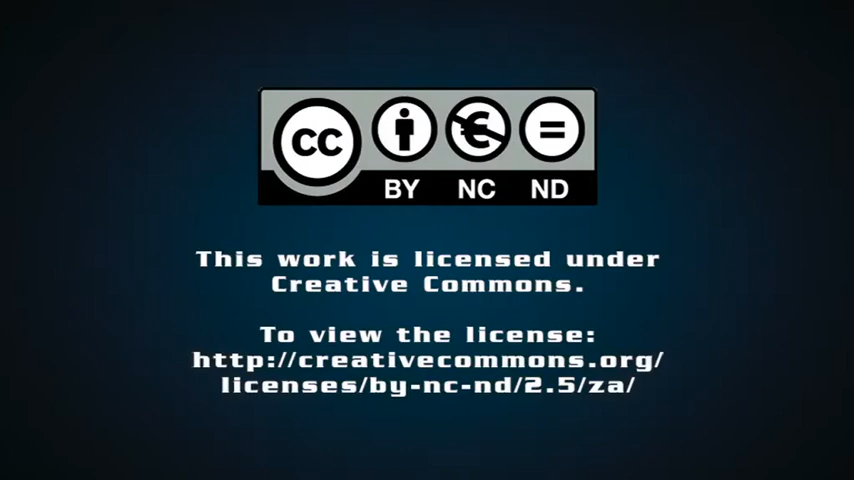 cc
BY NC ND
This work is licensed under
Creative Commons.
To view the license:
http://creativecommons.org/
licenses/by-nc-nd/2.5/za/